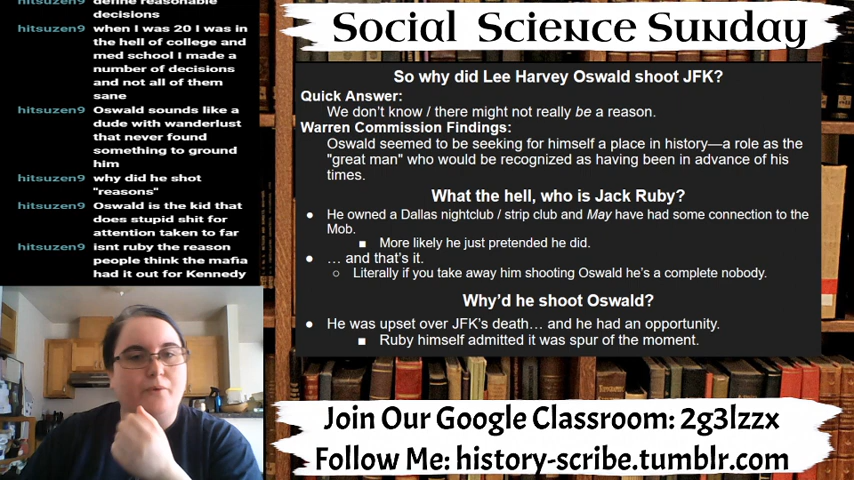 define reasonable
decisions
hitsuzen9 when I was 20 I was in
the hell of college and
med school I made a
number of decisions
and not all of them
sane
hitsuzen9 Oswald sounds like a
dude with wanderlust
that never found
something to ground
him
hitsuzen9 why did he shot
"reasons"
hitsuzen9 Oswald is the kid that
does stupid shit for
attention taken to far
hitsuzen9 isnt ruby the reason
people think the mafia
had it out for Kennedy
Social Science Sunday
So why did Lee Harvey Oswald shoot JFK?
Quick Answer:
We don't know / there might not really be a reason.
Warren Commission Findings:
Oswald seemed to be seeking for himself a place in history—a role as the
"great man" who would be recognized as having been in advance of his
times.
What the hell, who is Jack Ruby?
● He owned a Dallas nightclub / strip club and May have had some connection to the
Mob.
■ More likely he just pretended he did.
● … and that's it.
○ Literally if you take away him shooting Oswald he's a complete nobody.
Why'd he shoot Oswald?
● He was upset over JFK's death… and he had an opportunity.
■ Ruby himself admitted it was spur of the moment.
Join Our Google Classroom: 2g3lzzx
Follow Me: history-scribe.tumblr.com